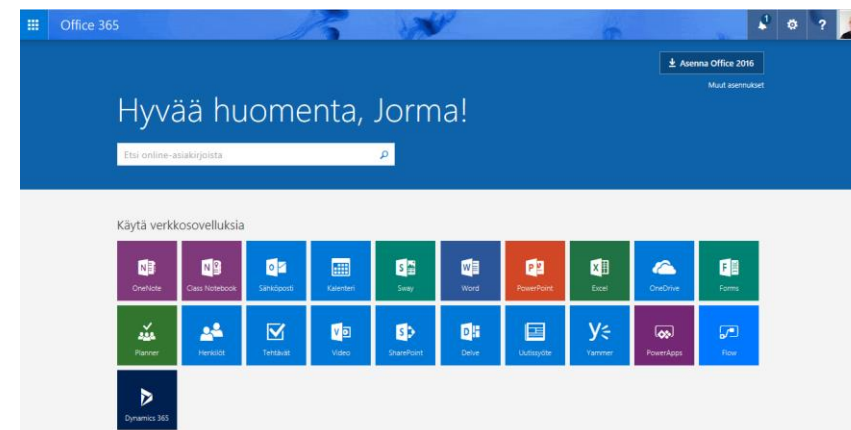 Office 365
1
?
Asenna Office 2016
Muut asennukset
Hyvää huomenta, Jorma!
Etsi online-asiakirjoista
Käytä verkkosovelluksia
OneNote Class Notebook Sähköposti Kalenteri Sway Word PowerPoint Excel OneDrive Forms
Planner Henkilöt Tehtävät Video SharePoint Delve Uutissyöte Yammer PowerApps Flow
Dynamics 365